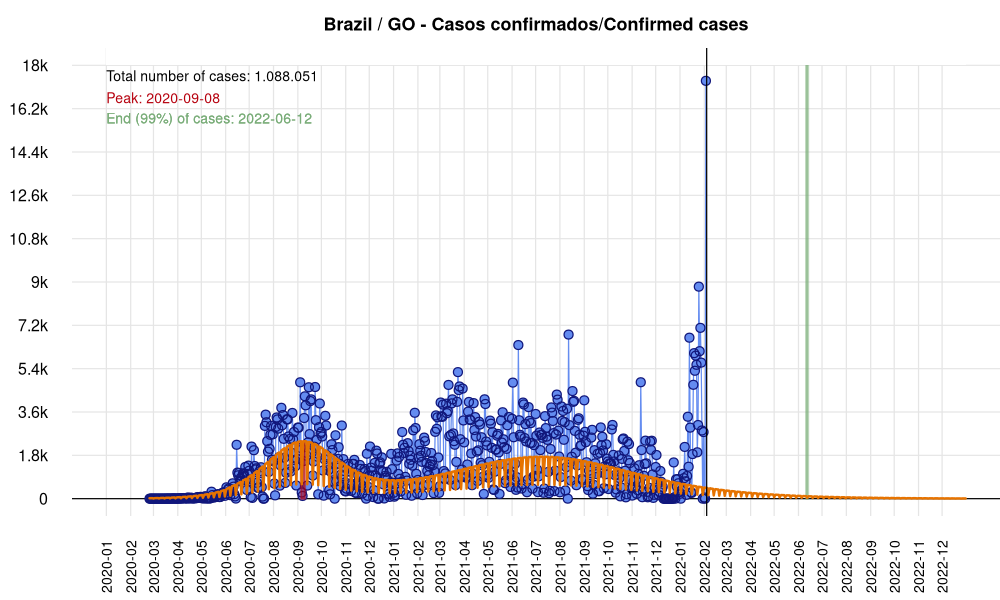 Brazil / GO - Casos confirmados/Confirmed cases
Total number of cases: 1.088.051
Peak: 2020-09-08
End (99%) of cases: 2022-06-12
18k
16.2k
14.4k
12.6k
10.8k
9k
7.2k
5.4k
3.6k
1.8k
0
2020-01
2020-02
2020-03
2020-04
2020-05
2020-06
2020-07
2020-08
2020-09
2020-10
2020-11
2020-12
2021-01
2021-02
2021-03
2021-04
2021-05
2021-06
2021-07
2021-08
2021-09
2021-10
2021-11
2021-12
2022-01
2022-02
2022-03
2022-04
2022-05
2022-06
2022-07
2022-08
2022-09
2022-10
2022-11
2022-12